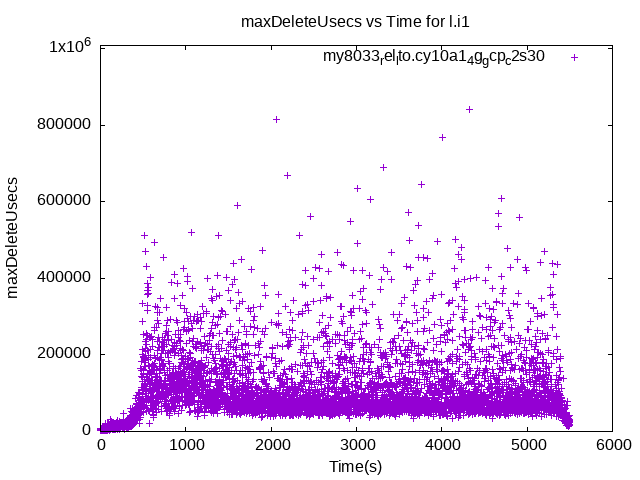 maxDeleteUsecs vs Time for l.i1
my8033_rel_lto.cy10a1_4g_gcp_c2s30
1x10^6
800000
600000
400000
200000
0
maxDeleteUsecs
0 1000 2000 3000 4000 5000 6000
Time(s)